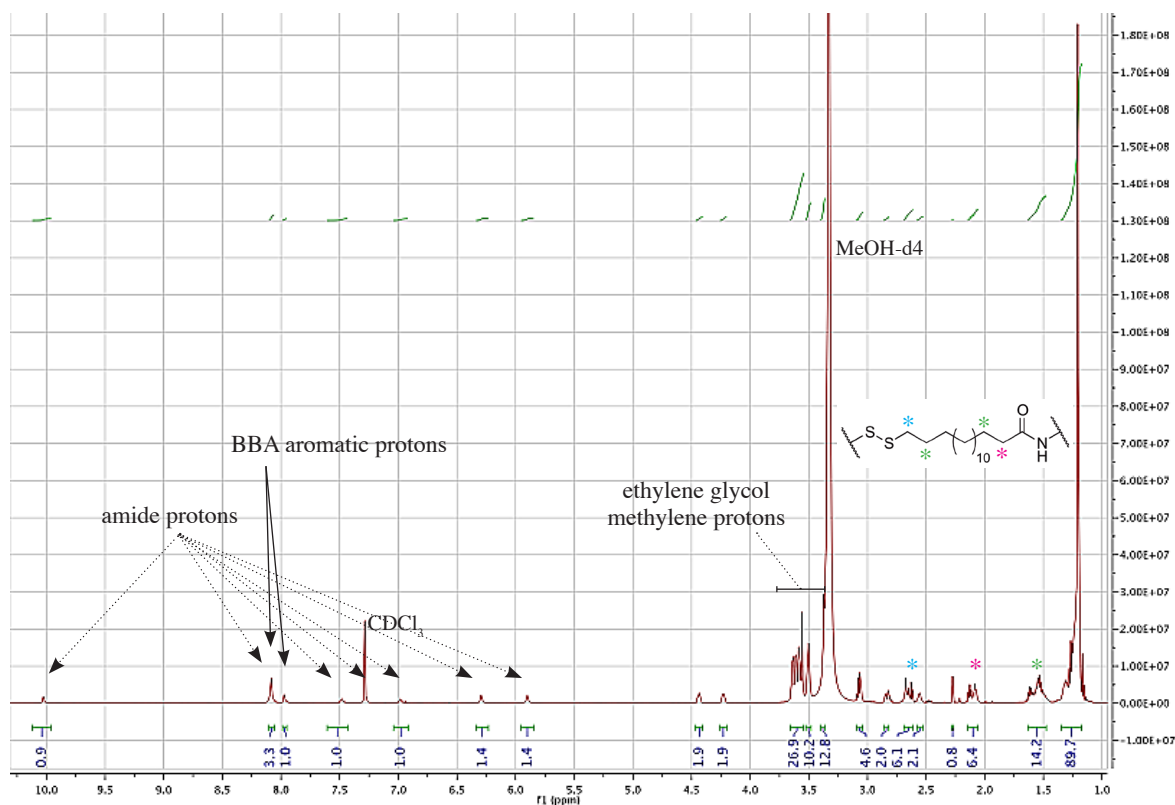 1.80E+08
1.70E+08
1.60E+08
1.50E+08
1.40E+08
1.30E+08
1.20E+08
1.10E+08
1.00E+08
9.00E+07
8.00E+07
7.00E+07
6.00E+07
5.00E+07
4.00E+07
3.00E+07
2.00E+07
1.00E+07
0.00E+00
-1.00E+07
MeOH-d4
* * O
S S ( ) N
* 10 * H
BBA aromatic protons
amide protons
ethylene glycol
methylene protons
CDCl3
* * *
0.9 3.3 1.0 1.0 1.0 1.4 1.4 1.9 1.9 26.9 10.2 12.8 4.6 2.0 6.1 2.1 0.8 6.4 14.2 89.7
10.0 9.5 9.0 8.5 8.0 7.5 7.0 6.5 6.0 5.5 5.0 4.5 4.0 3.5 3.0 2.5 2.0 1.5 1.0
f1 (ppm)